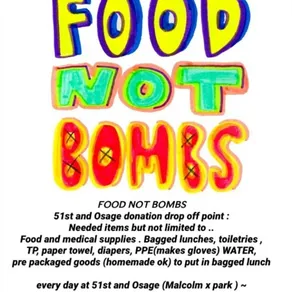 FOOD
NOT
BOMBS
FOOD NOT BOMBS
51st and Osage donation drop off point :
Needed items but not limited to ..
Food and medical supplies . Bagged lunches, toiletries ,
TP, paper towel, diapers, PPE(makes gloves) WATER,
pre packaged goods (homemade ok) to put in bagged lunch
every day at 51st and Osage (Malcolm x park ) ~